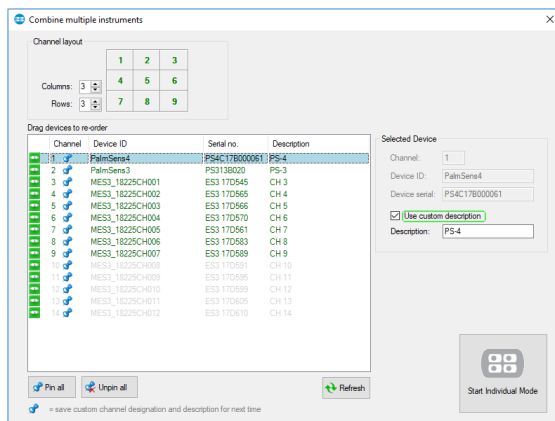 Combine multiple instruments
Channel layout
1 2 3
4 5 6
7 8 9
Columns: 3
Rows: 3
Drag devices to re-order
Channel Device ID Serial no. Description
1 PalmSens4 PS4C17B000061 PS-4
2 PalmSens3 PS313B020 PS-3
3 MES3_18225CH001 ES3 17D545 CH 3
4 MES3_18225CH002 ES3 17D565 CH 4
5 MES3_18225CH003 ES3 17D566 CH 5
6 MES3_18225CH004 ES3 17D570 CH 6
7 MES3_18225CH005 ES3 17D561 CH 7
8 MES3_18225CH006 ES3 17D583 CH 8
9 MES3_18225CH007 ES3 17D589 CH 9
10 MES3_18225CH008 ES3 17D591 CH 10
11 MES3_18225CH009 ES3 17D595 CH 11
12 MES3_18225CH010 ES3 17D599 CH 12
13 MES3_18225CH011 ES3 17D605 CH 13
14 MES3_18225CH012 ES3 17D610 CH 14
Pin all
Unpin all
Refresh
= save custom channel designation and description for next time
Selected Device
Channel: 1
Device ID: PalmSens4
Device serial: PS4C17B000061
Use custom description
Description: PS-4
Start Individual Mode